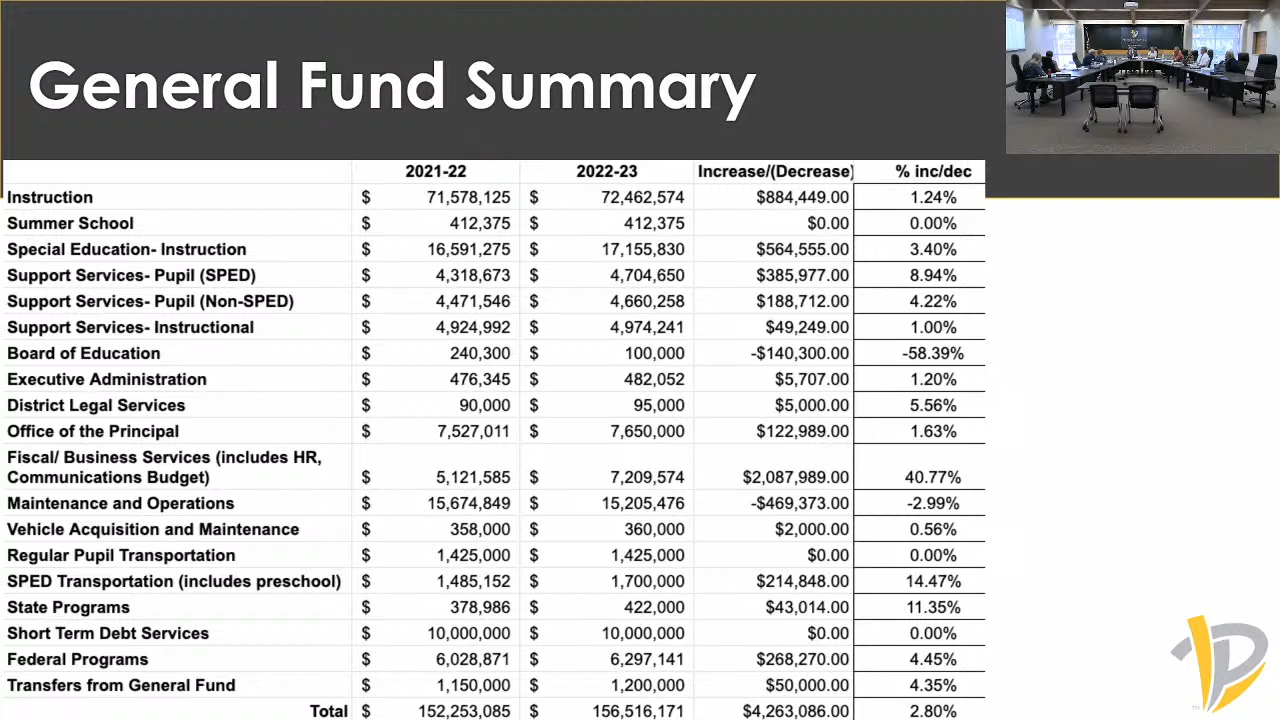 General Fund Summary
2021-22 2022-23 Increase/(Decrease) % inc/dec
Instruction $ 71,578,125 $ 72,462,574 $884,449.00 1.24%
Summer School $ 412,375 $ 412,375 $0.00 0.00%
Special Education- Instruction $ 16,591,275 $ 17,155,830 $564,555.00 3.40%
Support Services- Pupil (SPED) $ 4,318,673 $ 4,704,650 $385,977.00 8.94%
Support Services- Pupil (Non-SPED) $ 4,471,546 $ 4,660,258 $188,712.00 4.22%
Support Services- Instructional $ 4,924,992 $ 4,974,241 $49,249.00 1.00%
Board of Education $ 240,300 $ 100,000 -$140,300.00 -58.39%
Executive Administration $ 476,345 $ 482,052 $5,707.00 1.20%
District Legal Services $ 90,000 $ 95,000 $5,000.00 5.56%
Office of the Principal $ 7,527,011 $ 7,650,000 $122,989.00 1.63%
Fiscal/ Business Services (includes HR,
Communications Budget) $ 5,121,585 $ 7,209,574 $2,087,989.00 40.77%
Maintenance and Operations $ 15,674,849 $ 15,205,476 -$469,373.00 -2.99%
Vehicle Acquisition and Maintenance $ 358,000 $ 360,000 $2,000.00 0.56%
Regular Pupil Transportation $ 1,425,000 $ 1,425,000 $0.00 0.00%
SPED Transportation (includes preschool) $ 1,485,152 $ 1,700,000 $214,848.00 14.47%
State Programs $ 378,986 $ 422,000 $43,014.00 11.35%
Short Term Debt Services $ 10,000,000 $ 10,000,000 $0.00 0.00%
Federal Programs $ 6,028,871 $ 6,297,141 $268,270.00 4.45%
Transfers from General Fund $ 1,150,000 $ 1,200,000 $50,000.00 4.35%
Total $ 152,253,085 $ 156,516,171 $4,263,086.00 2.80%